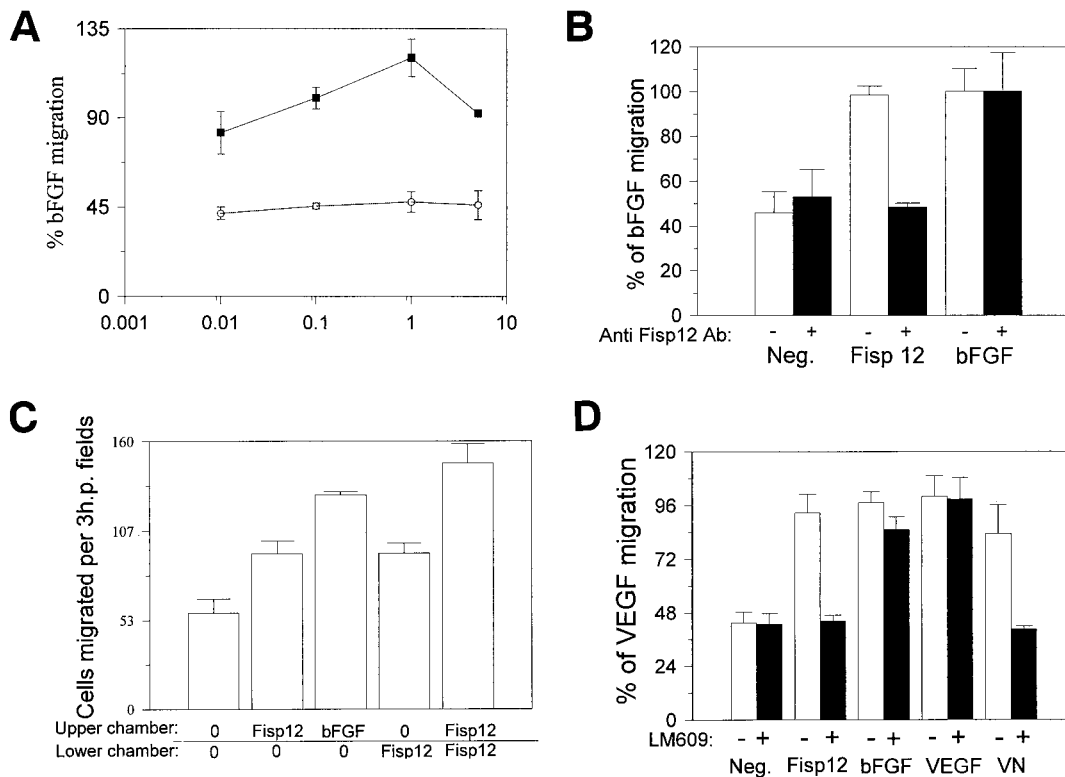 A
% bFGF migration
135
90
45
0
0.001
0.01
0.1
1
10
B
% of bFGF migration
120
100
80
60
40
20
0
Anti Fisp12 Ab: - + - + - +
Neg. Fisp 12 bFGF
C
Cells migrated per 3h.p. fields
160
107
53
0
Upper chamber: 0 Fisp12 bFGF 0 Fisp12
Lower chamber: 0 0 0 Fisp12 Fisp12
D
% of VEGF migration
120
96
72
48
24
0
LM609: - + - + - + - + - +
Neg. Fisp12 bFGF VEGF VN